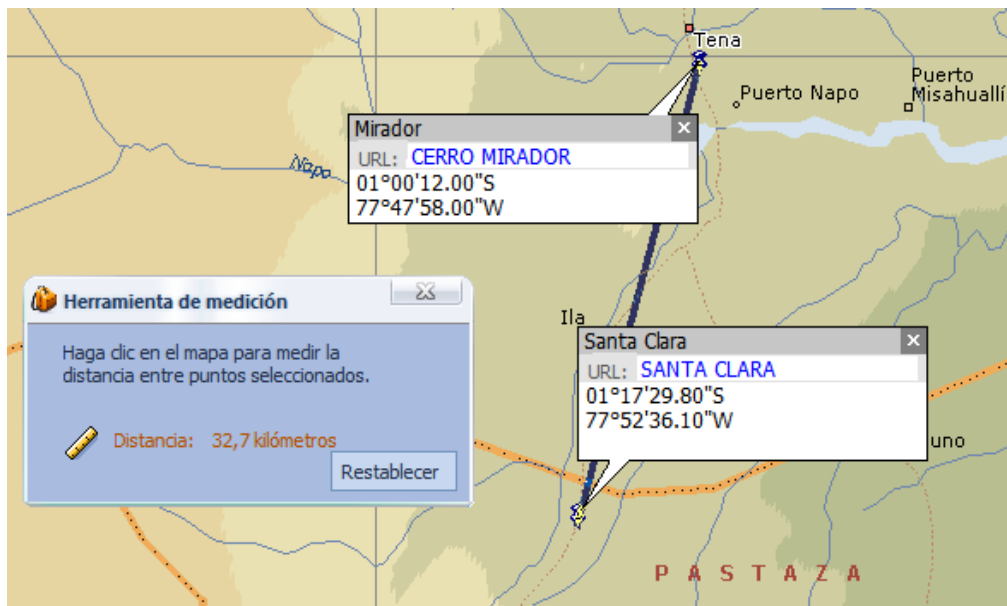 Tena
Puerto Napo
Puerto
Misahuallí
Napo
Mirador
URL: CERRO MIRADOR
01°00'12.00"S
77°47'58.00"W
Herramienta de medición
Haga clic en el mapa para medir la
distancia entre puntos seleccionados.
Distancia: 32,7 kilómetros
Restablecer
Ila
Santa Clara
URL: SANTA CLARA
01°17'29.80"S
77°52'36.10"W
uno
PASTAZA